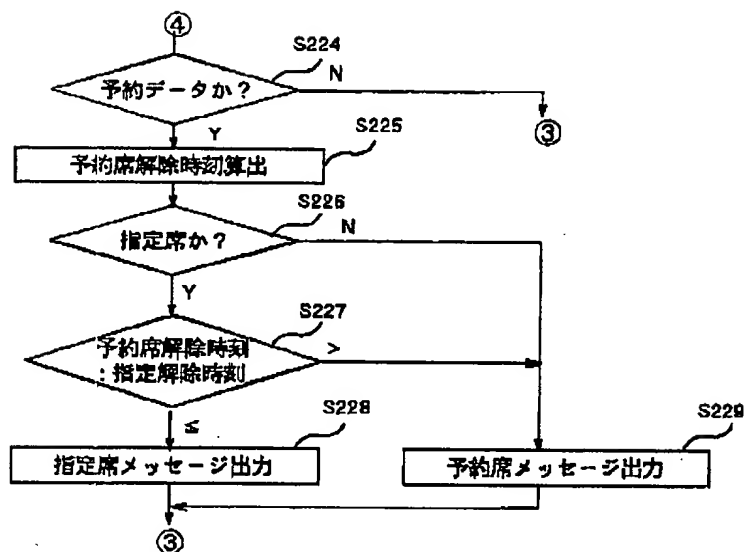 ④
S224
予約データか？
N
③
Y
S225
予約席解除時刻算出
S226
指定席か？
N
Y
S227
予約席解除時刻
：指定解除時刻
>
≦
S228
指定席メッセージ出力
S229
予約席メッセージ出力
③